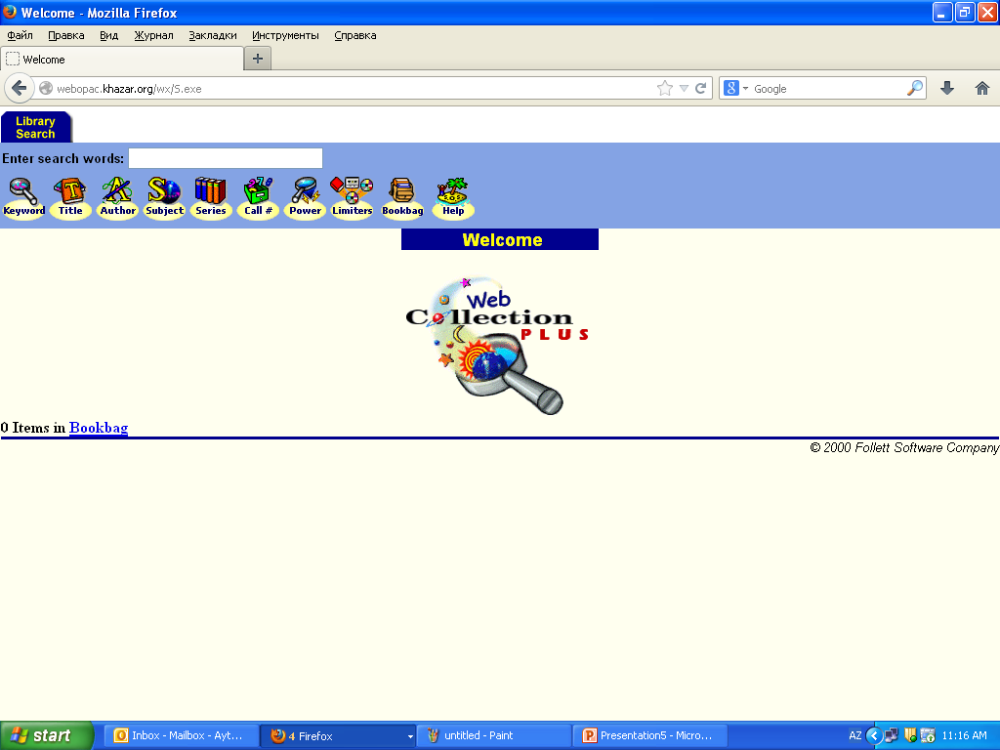 Welcome - Mozilla Firefox
Файл Правка Вид Журнал Закладки Инструменты Справка
Welcome
webopac.khazar.org/wx/S.exe
Google
Library
Search
Enter search words:
Keyword Title Author Subject Series Call # Power Limiters Bookbag Help
Welcome
Web
Collection
PLUS
0 Items in Bookbag
© 2000 Follett Software Company
start Inbox - Mailbox - Ayt... 4 Firefox untitled - Paint Presentation5 - Micro... AZ 11:16 AM